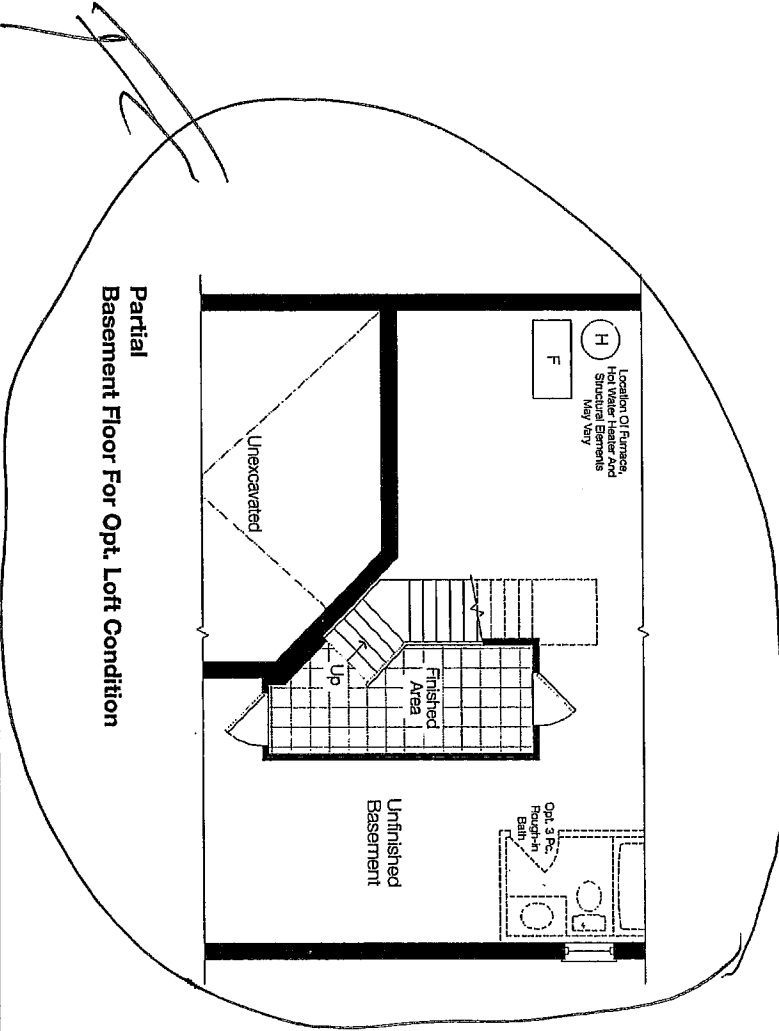 Location Of Furnace,
Hot Water Heater And
Structural Elements
May Vary
H
F
Opt. 3 Pc.
Rough-in
Bath
Finished
Area
Up
Unexcavated
Unfinished
Basement
Partial
Basement Floor For Opt. Loft Condition